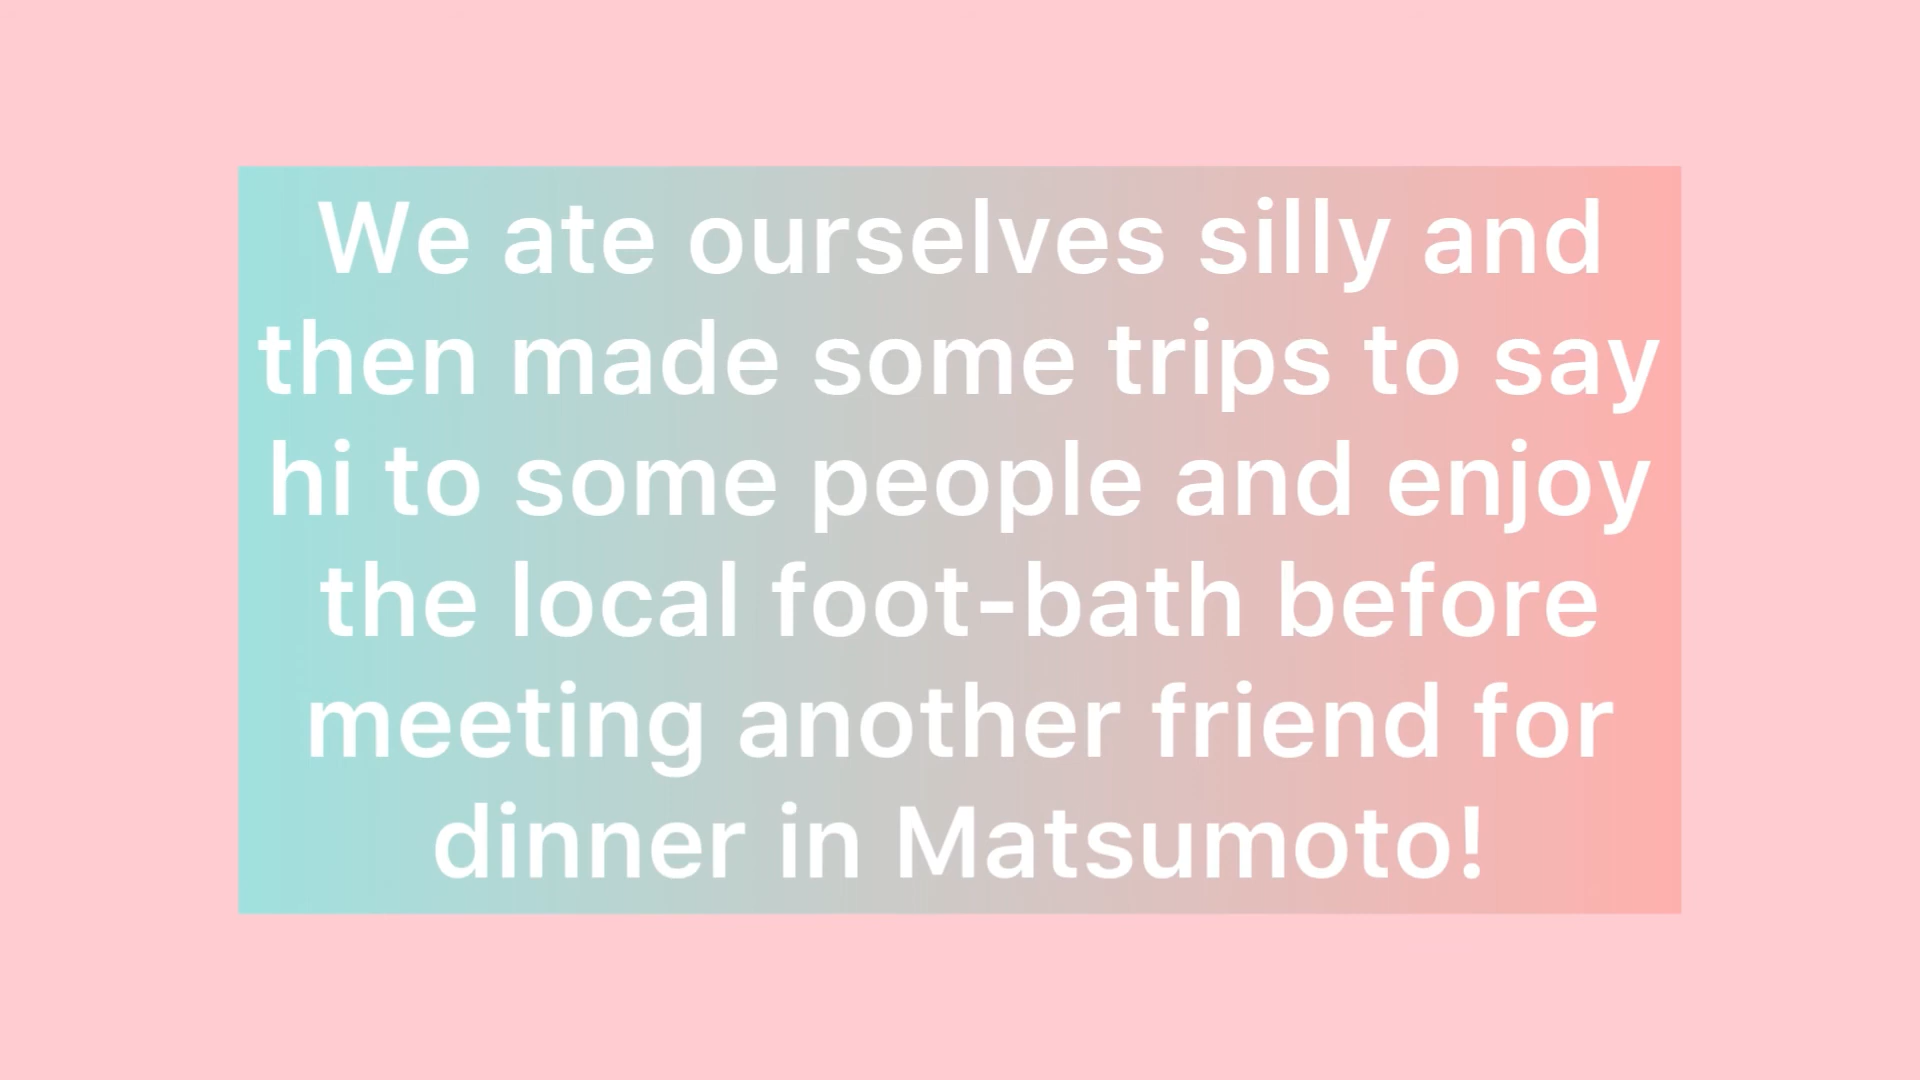 We ate ourselves silly and
then made some trips to say
hi to some people and enjoy
the local foot-bath before
meeting another friend for
dinner in Matsumoto!